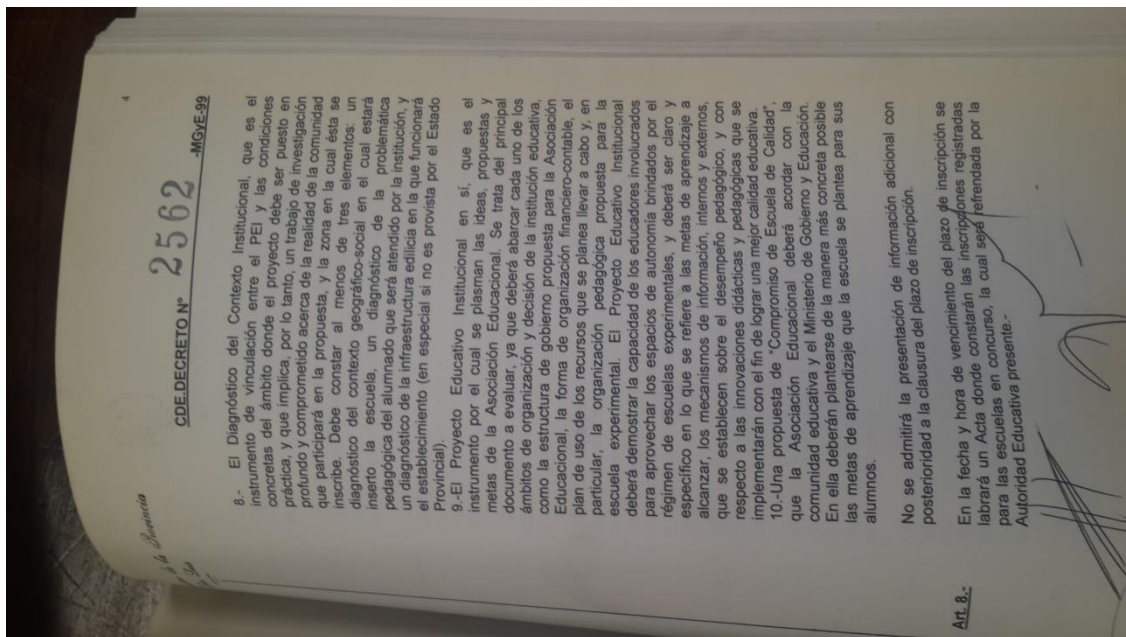 4
de la Provincia
CDE.DECRETO Nº 2562 -MGyE-99
8.- El Diagnóstico del Contexto Institucional, que es el
instrumento de vinculación entre el PEI y las condiciones
concretas del ámbito donde el proyecto debe ser puesto en
práctica, y que implica, por lo tanto, un trabajo de investigación
profundo y comprometido acerca de la realidad de la comunidad
que participará en la propuesta, y la zona en la cual ésta se
inscribe. Debe constar al menos de tres elementos: un
diagnóstico del contexto geográfico-social en el cual estará
inserto la escuela, un diagnóstico de la problemática
pedagógica del alumnado que será atendido por la institución, y
un diagnóstico de la infraestructura edilicia en la que funcionará
el establecimiento (en especial si no es provista por el Estado
Provincial).
9.-El Proyecto Educativo Institucional en sí, que es el
instrumento por el cual se plasman las ideas, propuestas y
metas de la Asociación Educacional. Se trata del principal
documento a evaluar, ya que deberá abarcar cada uno de los
ámbitos de organización y decisión de la institución educativa,
como la estructura de gobierno propuesta para la Asociación
Educacional, la forma de organización financiero-contable, el
plan de uso de los recursos que se planea llevar a cabo y, en
particular, la organización pedagógica propuesta para la
escuela experimental. El Proyecto Educativo Institucional
deberá demostrar la capacidad de los educadores involucrados
para aprovechar los espacios de autonomía brindados por el
régimen de escuelas experimentales, y deberá ser claro y
específico en lo que se refiere a las metas de aprendizaje a
alcanzar, los mecanismos de información, internos y externos,
que se establecen sobre el desempeño pedagógico, y con
respecto a las innovaciones didácticas y pedagógicas que se
implementarán con el fin de lograr una mejor calidad educativa.
10.-Una propuesta de "Compromiso de Escuela de Calidad",
que la Asociación Educacional deberá acordar con la
comunidad educativa y el Ministerio de Gobierno y Educación.
En ella deberán plantearse de la manera más concreta posible
las metas de aprendizaje que la escuela se plantea para sus
alumnos.
No se admitirá la presentación de información adicional con
posterioridad a la clausura del plazo de inscripción.
Art. 8.- En la fecha y hora de vencimiento del plazo de inscripción se
labrará un Acta donde constarán las inscripciones registradas
para las escuelas en concurso, la cual será refrendada por la
Autoridad Educativa presente.-